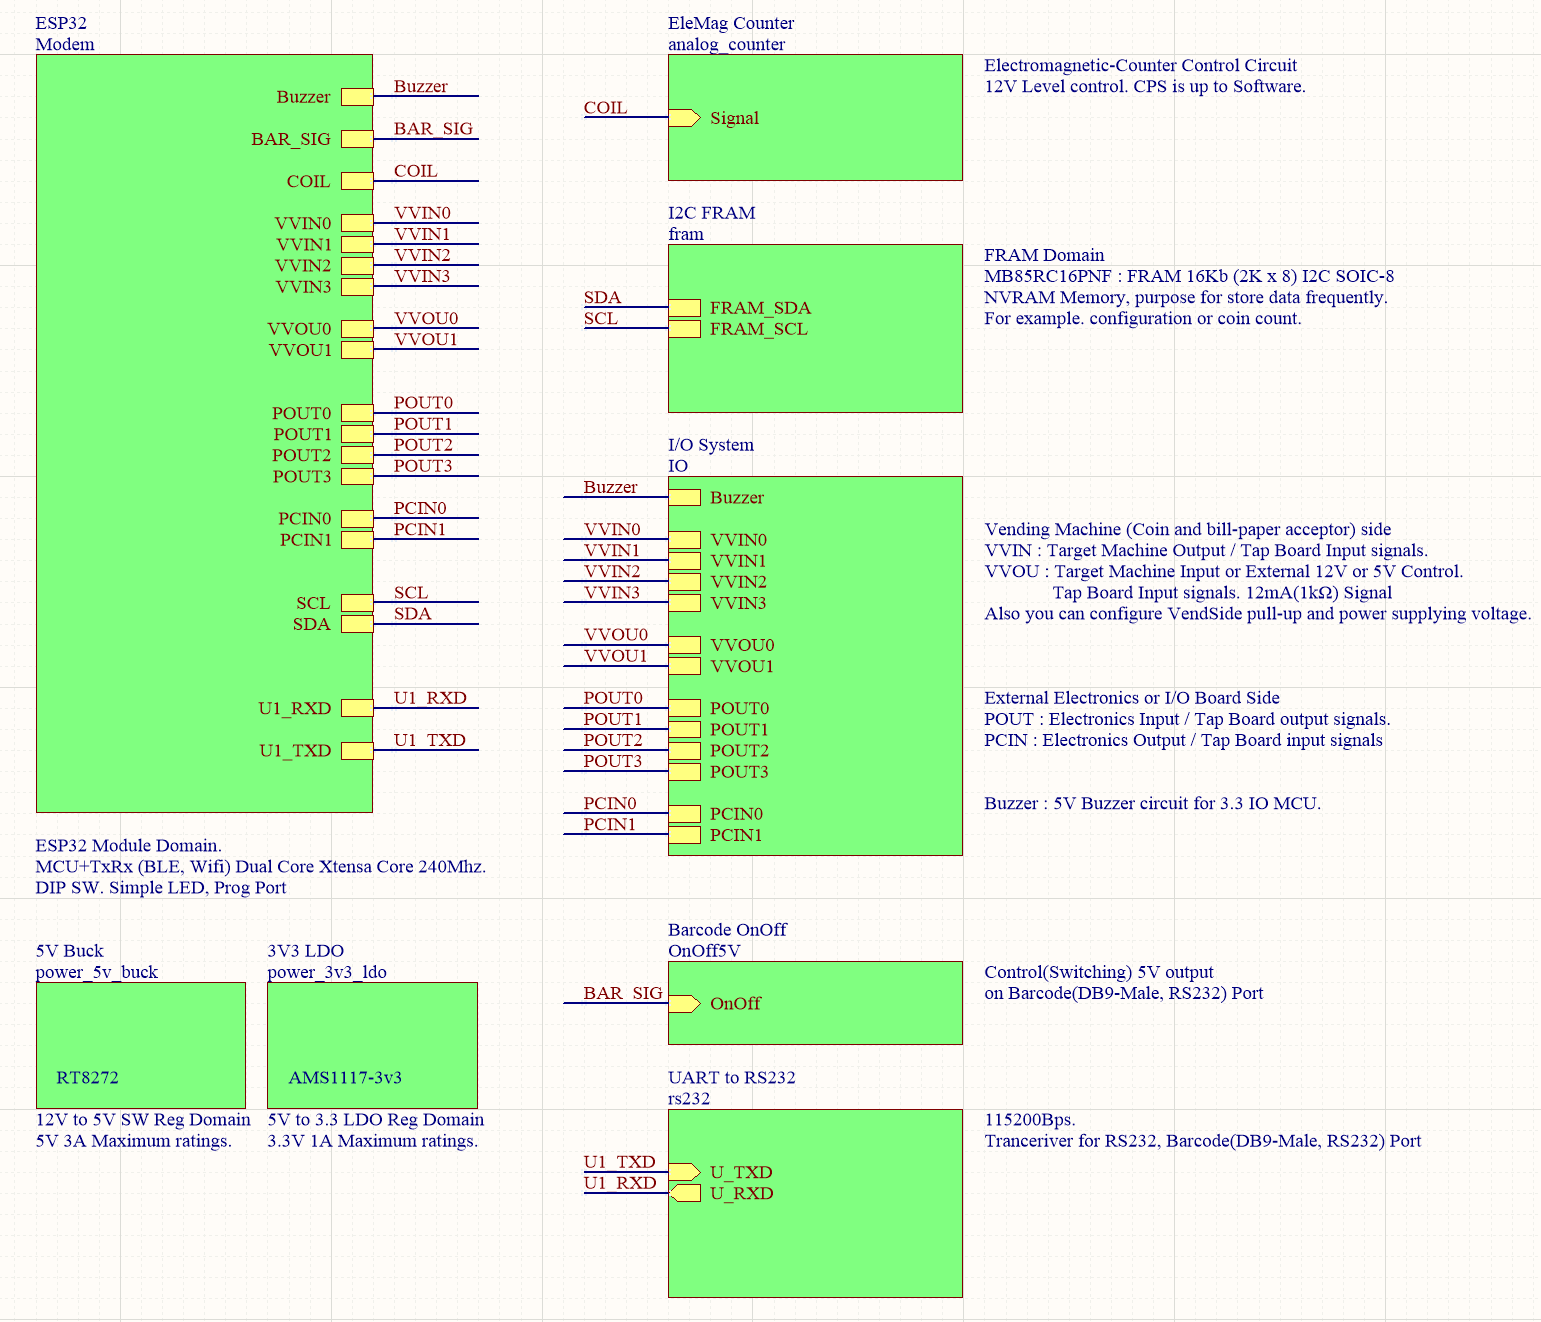 ESP32
Modem
Buzzer
Buzzer
BAR_SIG
BAR_SIG
COIL
COIL
VVIN0
VVIN0
VVIN1
VVIN1
VVIN2
VVIN2
VVIN3
VVIN3
VVOU0
VVOU0
VVOU1
VVOU1
POUT0
POUT0
POUT1
POUT1
POUT2
POUT2
POUT3
POUT3
PCIN0
PCIN0
PCIN1
PCIN1
SCL
SCL
SDA
SDA
U1_RXD
U1_RXD
U1_TXD
U1_TXD
ESP32 Module Domain.
MCU+TxRx (BLE, Wifi) Dual Core Xtensa Core 240Mhz.
DIP SW. Simple LED, Prog Port
5V Buck
power_5v_buck
RT8272
12V to 5V SW Reg Domain
5V 3A Maximum ratings.
3V3 LDO
power_3v3_ldo
AMS1117-3v3
5V to 3.3 LDO Reg Domain
3.3V 1A Maximum ratings.
EleMag Counter
analog_counter
COIL
Signal
Electromagnetic-Counter Control Circuit
12V Level control. CPS is up to Software.
I2C FRAM
fram
SDA
FRAM_SDA
SCL
FRAM_SCL
FRAM Domain
MB85RC16PNF : FRAM 16Kb (2K x 8) I2C SOIC-8
NVRAM Memory, purpose for store data frequently.
For example. configuration or coin count.
I/O System
IO
Buzzer
Buzzer
VVIN0
VVIN0
VVIN1
VVIN1
VVIN2
VVIN2
VVIN3
VVIN3
VVOU0
VVOU0
VVOU1
VVOU1
POUT0
POUT0
POUT1
POUT1
POUT2
POUT2
POUT3
POUT3
PCIN0
PCIN0
PCIN1
PCIN1
Vending Machine (Coin and bill-paper acceptor) side
VVIN : Target Machine Output / Tap Board Input signals.
VVOU : Target Machine Input or External 12V or 5V Control.
Tap Board Input signals. 12mA(1kΩ) Signal
Also you can configure VendSide pull-up and power supplying voltage.
External Electronics or I/O Board Side
POUT : Electronics Input / Tap Board output signals.
PCIN : Electronics Output / Tap Board input signals
Buzzer : 5V Buzzer circuit for 3.3 IO MCU.
Barcode OnOff
OnOff5V
BAR_SIG
OnOff
Control(Switching) 5V output
on Barcode(DB9-Male, RS232) Port
UART to RS232
rs232
U1_TXD
U_TXD
U1_RXD
U_RXD
115200Bps.
Tranceriver for RS232, Barcode(DB9-Male, RS232) Port